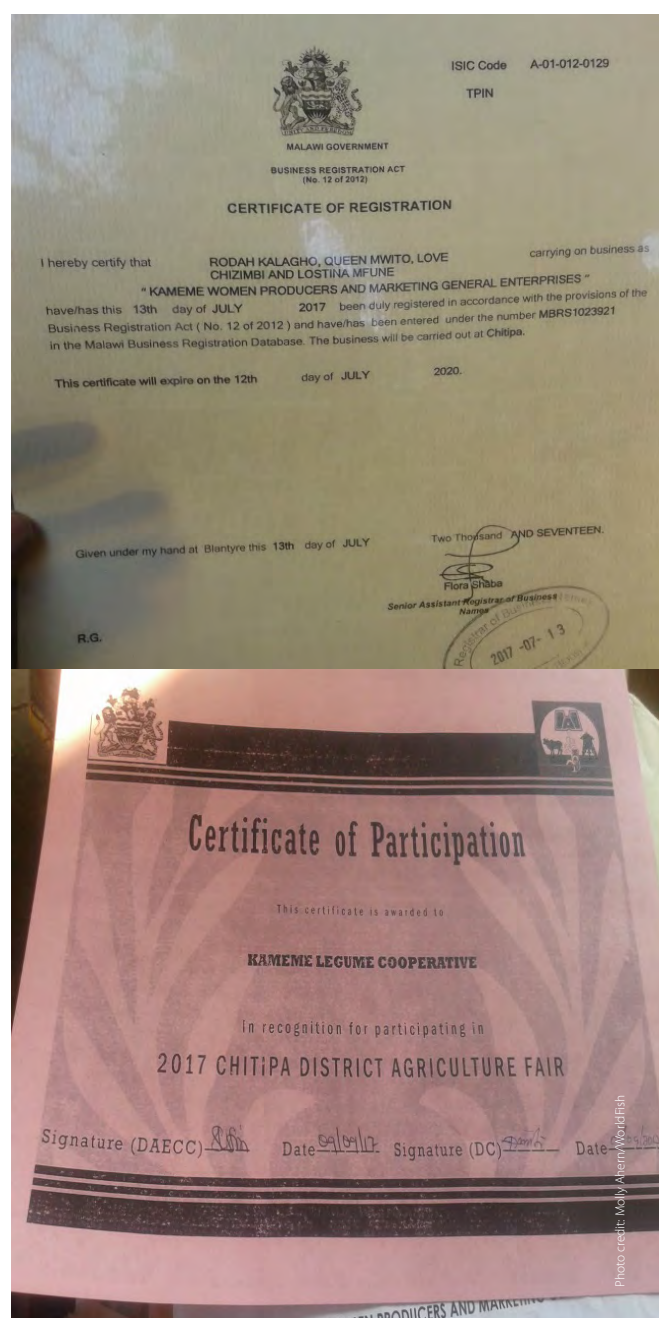 ISIC Code A-01-012-0129
TPIN
UNITY AND FREEDOM
MALAWI GOVERNMENT
BUSINESS REGISTRATION ACT
(No. 12 of 2012)
CERTIFICATE OF REGISTRATION
I hereby certify that RODAH KALAGHO, QUEEN MWITO, LOVE carrying on business as
CHIZIMBI AND LOSTINA MFUNE
" KAMEME WOMEN PRODUCERS AND MARKETING GENERAL ENTERPRISES "
have/has this 13th day of JULY 2017 been duly registered in accordance with the provisions of the
Business Registration Act ( No. 12 of 2012 ) and have/has been entered under the number MBRS1023921
in the Malawi Business Registration Database. The business will be carried out at Chitipa.
This certificate will expire on the 12th day of JULY 2020.
Given under my hand at Blantyre this 13th day of JULY Two Thousand AND SEVENTEEN.
Flora Shaba
Senior Assistant Registrar of Business
Names
R.G.
Registrar of Business
2017 -07- 13
Certificate of Participation
This certificate is awarded to
KAMEME LEGUME COOPERATIVE
In recognition for participating in
2017 CHITiPA DISTRICT AGRICULTURE FAIR
Signature (DAECC) Date 09/09/17 Signature (DC) Date
PRODUCERS AND MARKETING
Photo credit: Molly Ahern/WorldFish